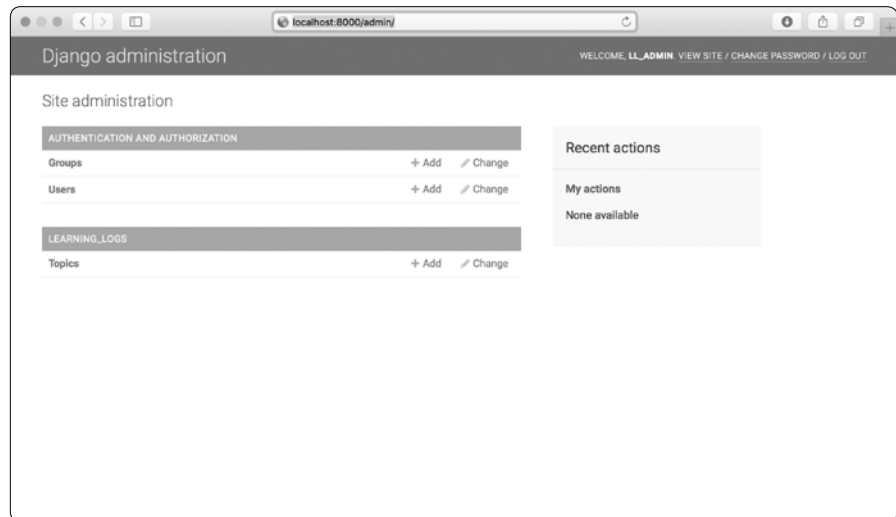 localhost:8000/admin/
Django administration
WELCOME, LL_ADMIN. VIEW SITE / CHANGE PASSWORD / LOG OUT
Site administration
AUTHENTICATION AND AUTHORIZATION
Groups + Add Change
Users + Add Change
LEARNING_LOGS
Topics + Add Change
Recent actions
My actions
None available